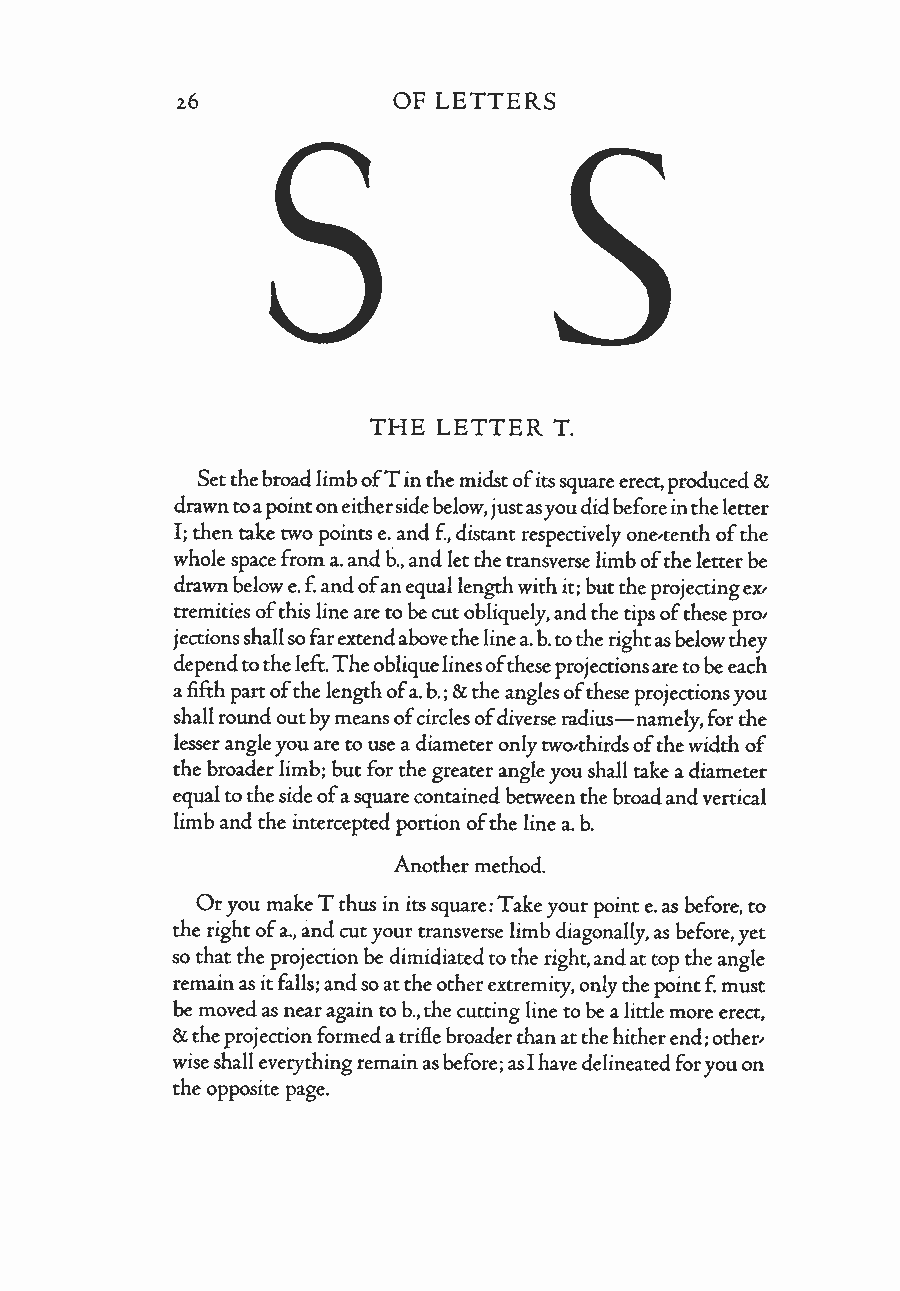 26 OF LETTERS
S S
THE LETTER T.
Set the broad limb of T in the midst of its square erect, produced &
drawn to a point on either side below, just as you did before in the letter
I; then take two points e. and f., distant respectively one-tenth of the
whole space from a. and b., and let the transverse limb of the letter be
drawn below e. f. and of an equal length with it; but the projecting ex-
tremities of this line are to be cut obliquely, and the tips of these pro-
jections shall so far extend above the line a. b. to the right as below they
depend to the left. The oblique lines of these projections are to be each
a fifth part of the length of a. b.; & the angles of these projections you
shall round out by means of circles of diverse radius—namely, for the
lesser angle you are to use a diameter only two-thirds of the width of
the broader limb; but for the greater angle you shall take a diameter
equal to the side of a square contained between the broad and vertical
limb and the intercepted portion of the line a. b.
Another method.
Or you make T thus in its square: Take your point e. as before, to
the right of a., and cut your transverse limb diagonally, as before, yet
so that the projection be dimidiated to the right, and at top the angle
remain as it falls; and so at the other extremity, only the point f. must
be moved as near again to b., the cutting line to be a little more erect,
& the projection formed a trifle broader than at the hither end; other-
wise shall everything remain as before; as I have delineated for you on
the opposite page.